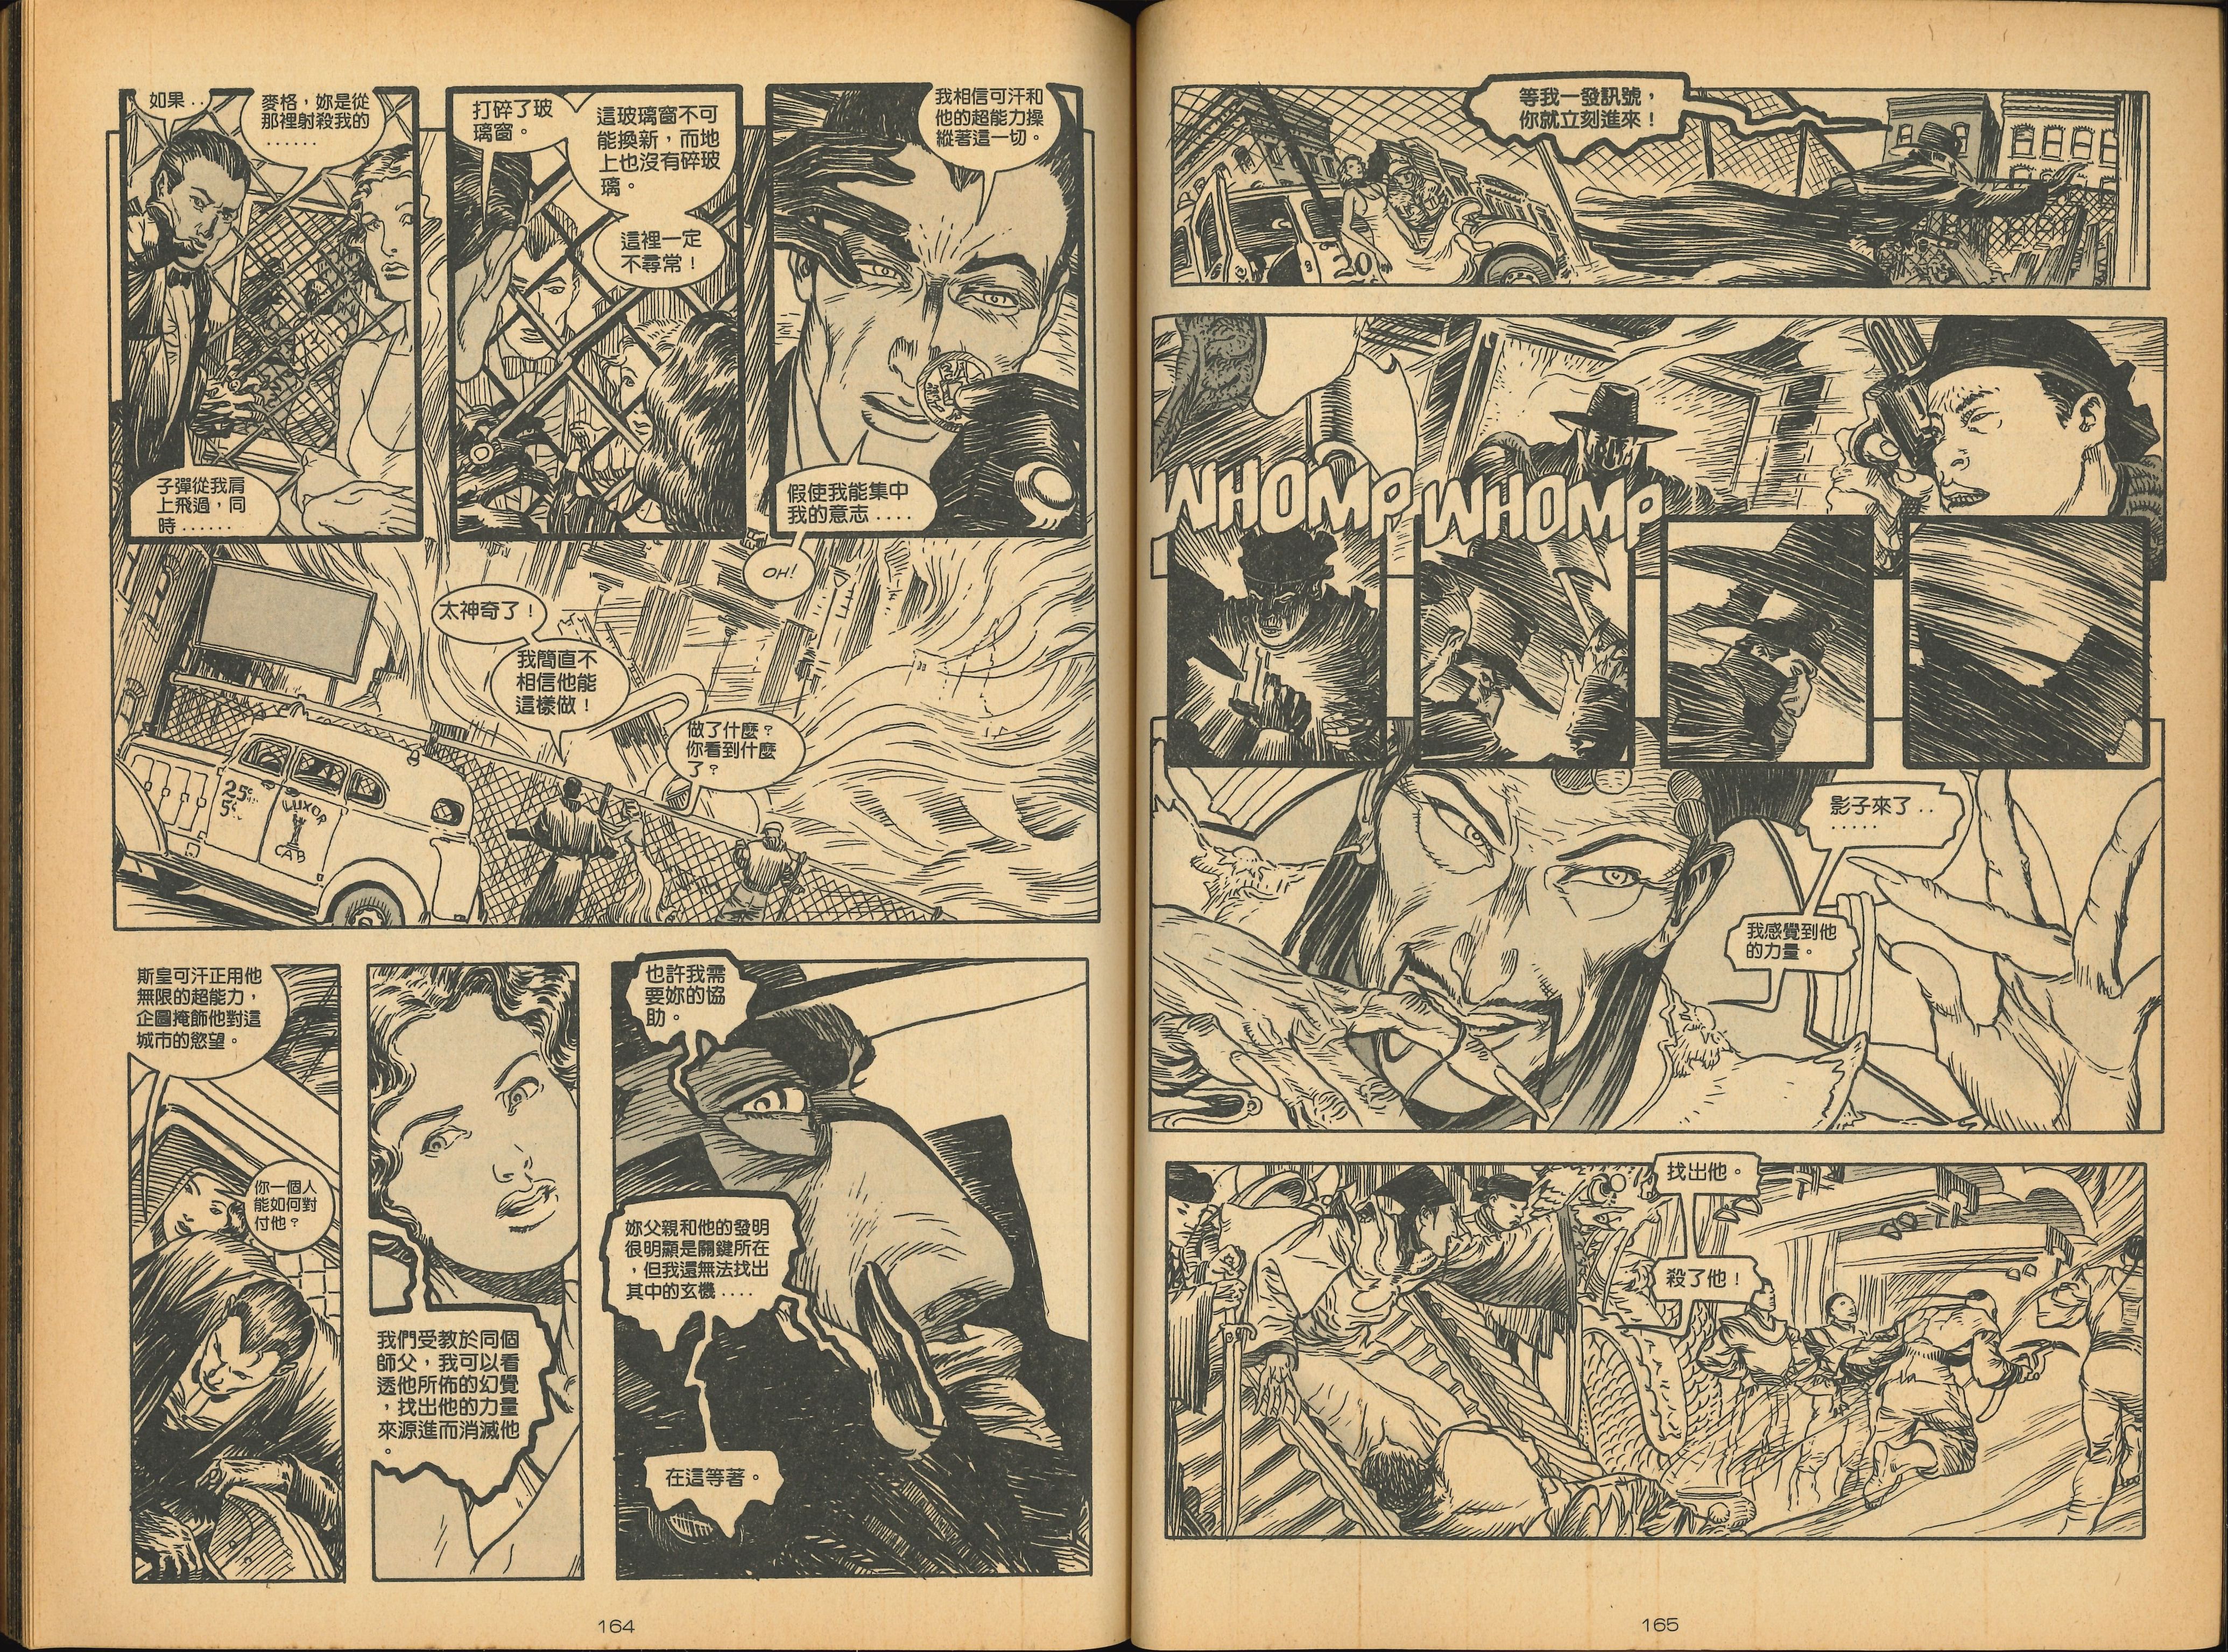 如果..
麥格，妳是從
那裡射殺我的
......
子彈從我肩
上飛過，同
時......
打碎了玻
璃窗。
這玻璃窗不可
能換新，而地
上也沒有碎玻
璃。
這裡一定
不尋常！
我相信可汗和
他的超能力操
縱著這一切。
假使我能集中
我的意志....
OH!
太神奇了！
我簡直不
相信他能
這樣做！
做了什麼？
你看到什麼
了？
25¢
5¢
LUXOR
CAB
斯皇可汗正用他
無限的超能力，
企圖掩飾他對這
城市的慾望。
你一個人
能如何對
付他？
我們受教於同個
師父，我可以看
透他所佈的幻覺
，找出他的力量
來源進而消滅他
。
也許我需
要妳的協
助。
妳父親和他的發明
很明顯是關鍵所在
，但我還無法找出
其中的玄機....
在這等著。
164
等我一發訊號，
你就立刻進來！
20
WHOMP
WHOMP
影子來了..
.....
我感覺到他
的力量。
找出他。
殺了他！
165